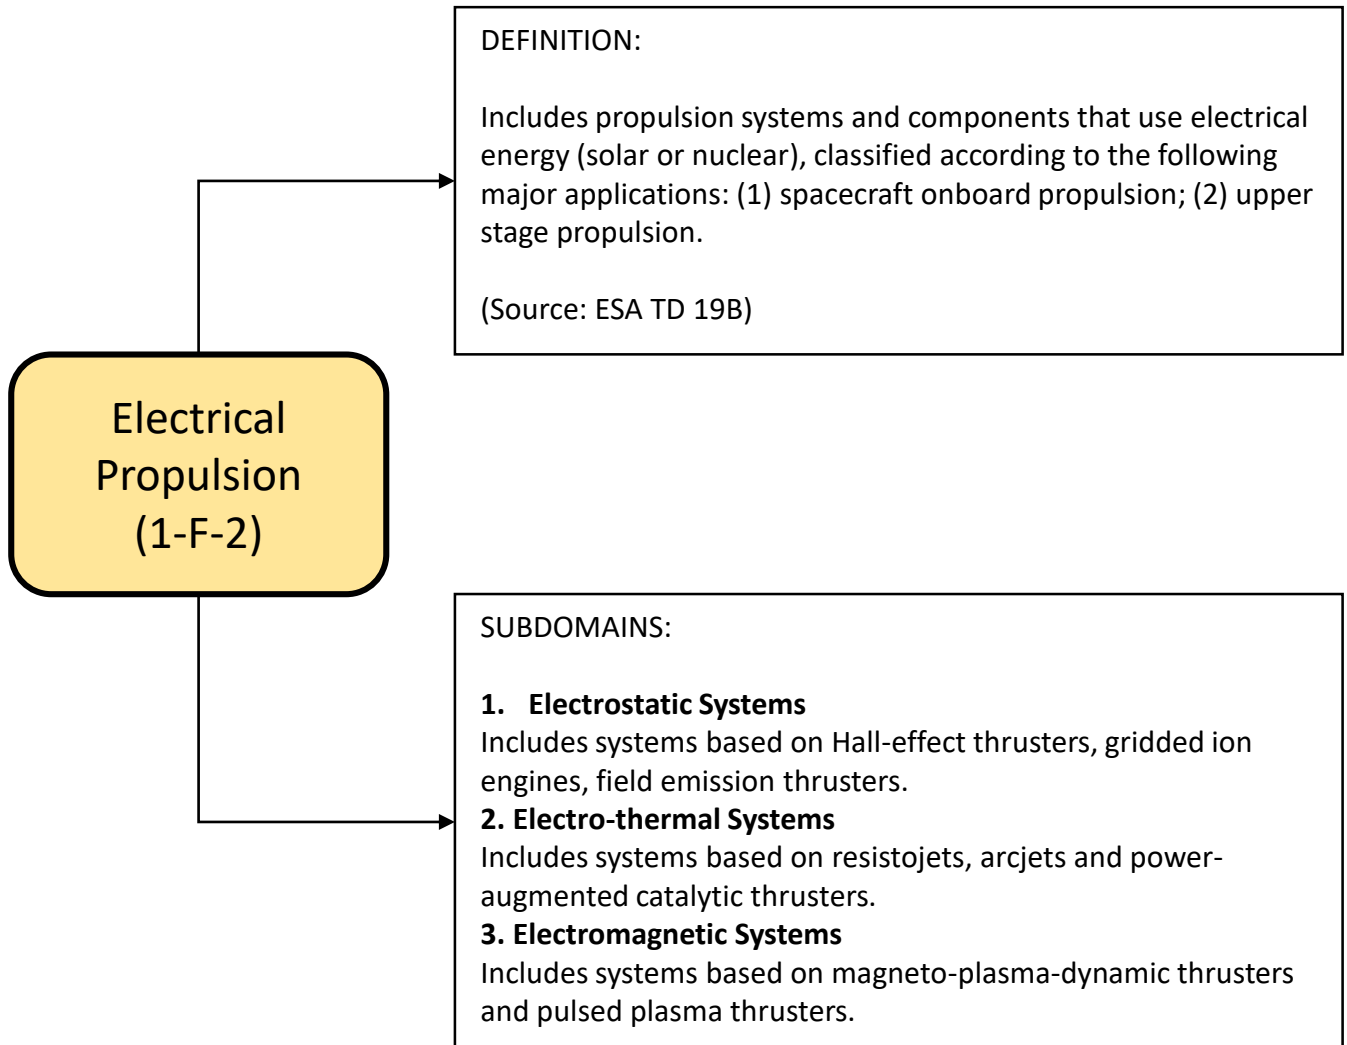 DEFINITION:
Includes propulsion systems and components that use electrical
energy (solar or nuclear), classified according to the following
major applications: (1) spacecraft onboard propulsion; (2) upper
stage propulsion.
(Source: ESA TD 19B)
Electrical
Propulsion
(1-F-2)
SUBDOMAINS:
1. Electrostatic Systems
Includes systems based on Hall-effect thrusters, gridded ion
engines, field emission thrusters.
2. Electro-thermal Systems
Includes systems based on resistojets, arcjets and power-
augmented catalytic thrusters.
3. Electromagnetic Systems
Includes systems based on magneto-plasma-dynamic thrusters
and pulsed plasma thrusters.